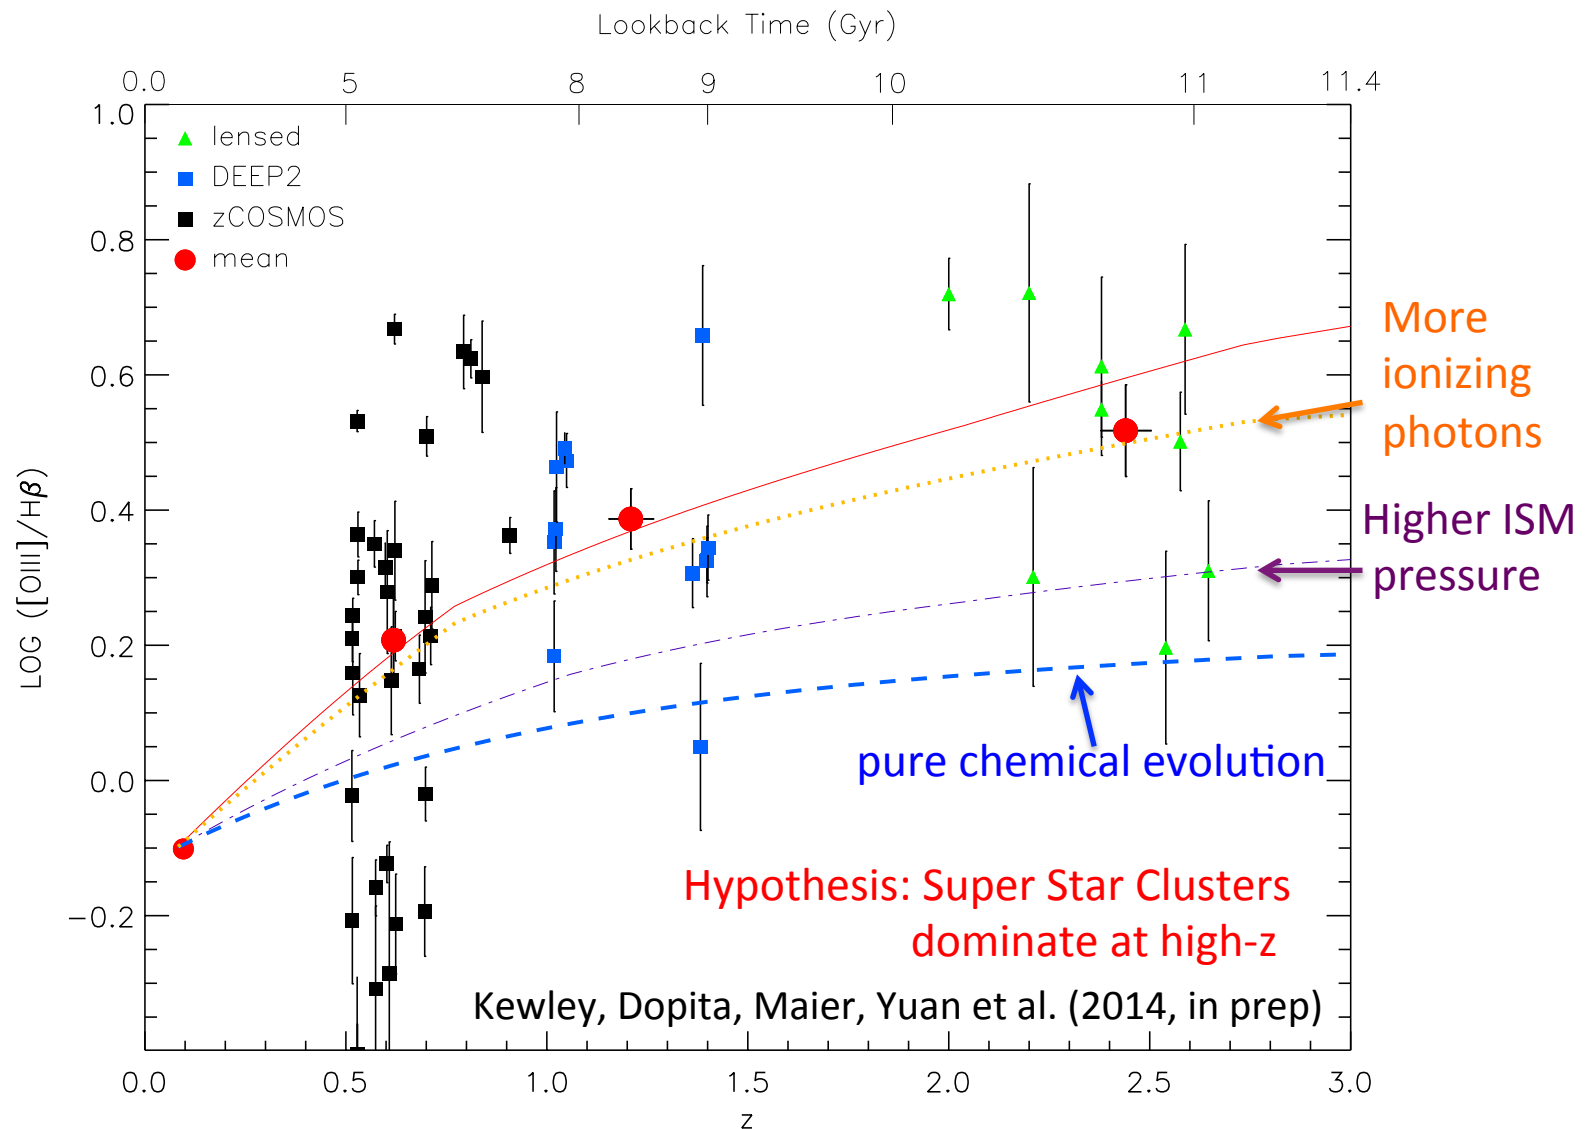 Lookback Time (Gyr)
0.0 5 8 9 10 11 11.4
1.0
0.8
0.6
0.4
0.2
0.0
−0.2
LOG ([OIII]/Hβ)
lensed
DEEP2
zCOSMOS
mean
More
ionizing
photons
Higher ISM
pressure
pure chemical evolution
Hypothesis: Super Star Clusters
dominate at high-z
Kewley, Dopita, Maier, Yuan et al. (2014, in prep)
0.0 0.5 1.0 1.5 2.0 2.5 3.0
z